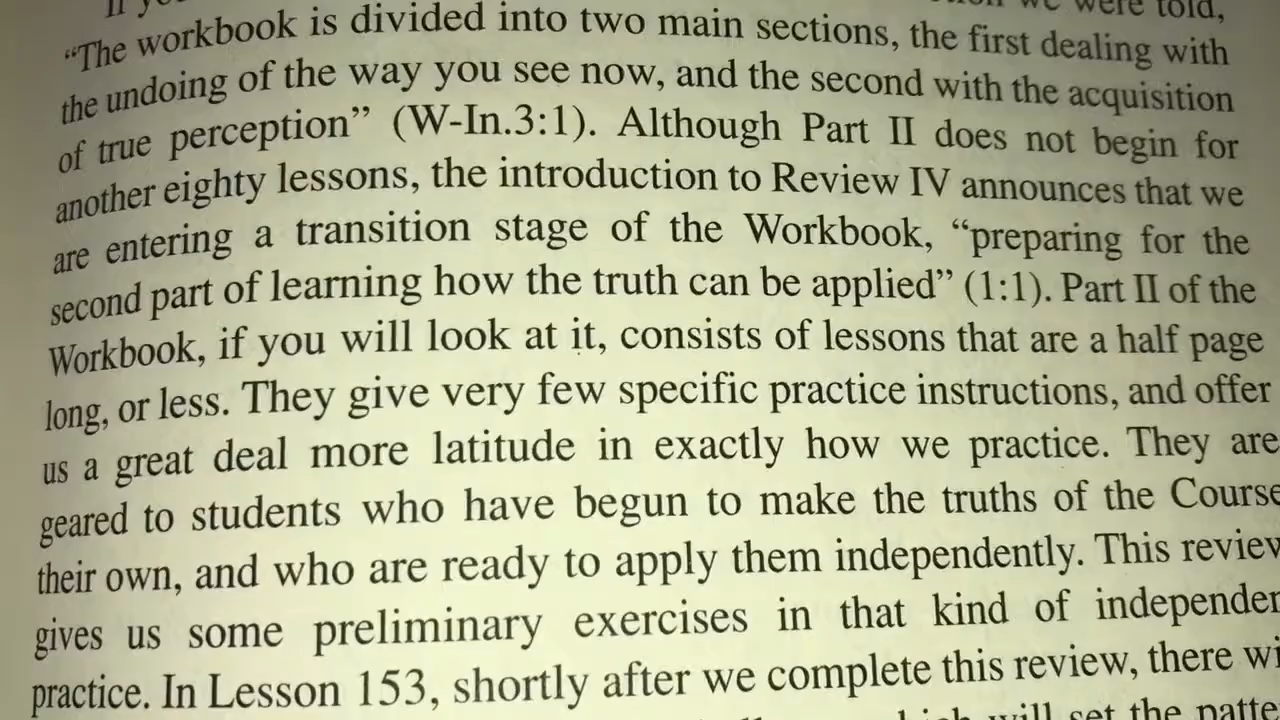 we were told,
“The workbook is divided into two main sections, the first dealing with
the undoing of the way you see now, and the second with the acquisition
of true perception” (W-In.3:1). Although Part II does not begin for
another eighty lessons, the introduction to Review IV announces that we
are entering a transition stage of the Workbook, “preparing for the
second part of learning how the truth can be applied” (1:1). Part II of the
Workbook, if you will look at it, consists of lessons that are a half page
long, or less. They give very few specific practice instructions, and offer
us a great deal more latitude in exactly how we practice. They are
geared to students who have begun to make the truths of the Course
their own, and who are ready to apply them independently. This review
gives us some preliminary exercises in that kind of
practice. In Lesson 153, shortly after we complete this review, there
will set the